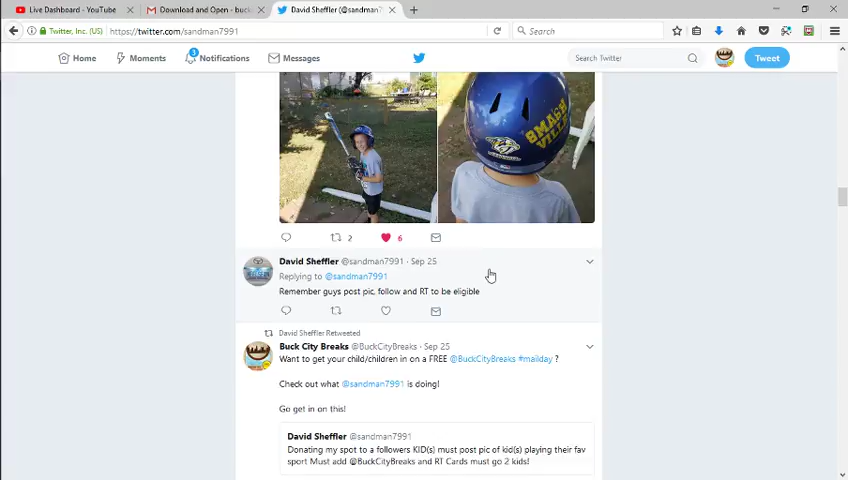 Live Dashboard - YouTube
Download and Open - buck
David Sheffler (@sandman7
Twitter, Inc. (US)
https://twitter.com/sandman7991
Search
Home
Moments
3
Notifications
Messages
Search Twitter
Tweet
SMASH
VILLE
2
6
David Sheffler @sandman7991 · Sep 25
Replying to @sandman7991
Remember guys post pic, follow and RT to be eligible
David Sheffler Retweeted
Buck City Breaks @BuckCityBreaks · Sep 25
Want to get your child/children in on a FREE @BuckCityBreaks #mailday ?
Check out what @sandman7991 is doing!
Go get in on this!
David Sheffler @sandman7991
Donating my spot to a followers KID(s) must post pic of kid(s) playing their fav
sport Must add @BuckCityBreaks and RT Cards must go 2 kids!